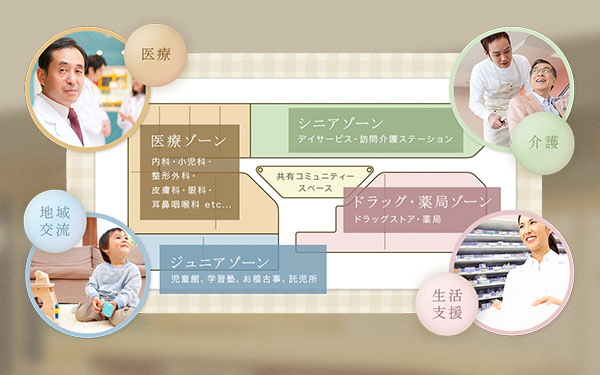 医療
シニアゾーン
デイサービス・訪問介護ステーション
介護
医療ゾーン
内科・小児科・
整形外科・
皮膚科・眼科・
耳鼻咽喉科 etc...
共有コミュニティー
スペース
ドラッグ・薬局ゾーン
ドラッグストア・薬局
地域
交流
ジュニアゾーン
児童館、学習塾、お稽古事、託児所
生活
支援